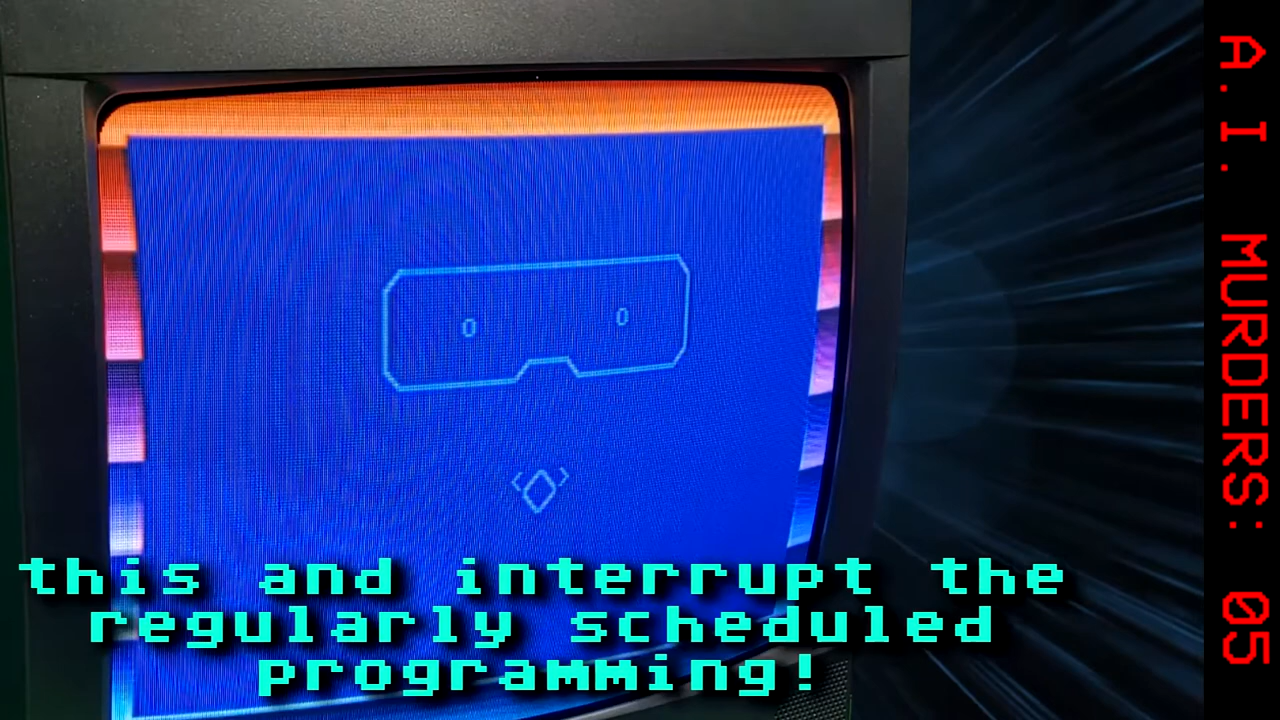 this and interrupt the
regularly scheduled
programming!
A.I. MURDERS: 05